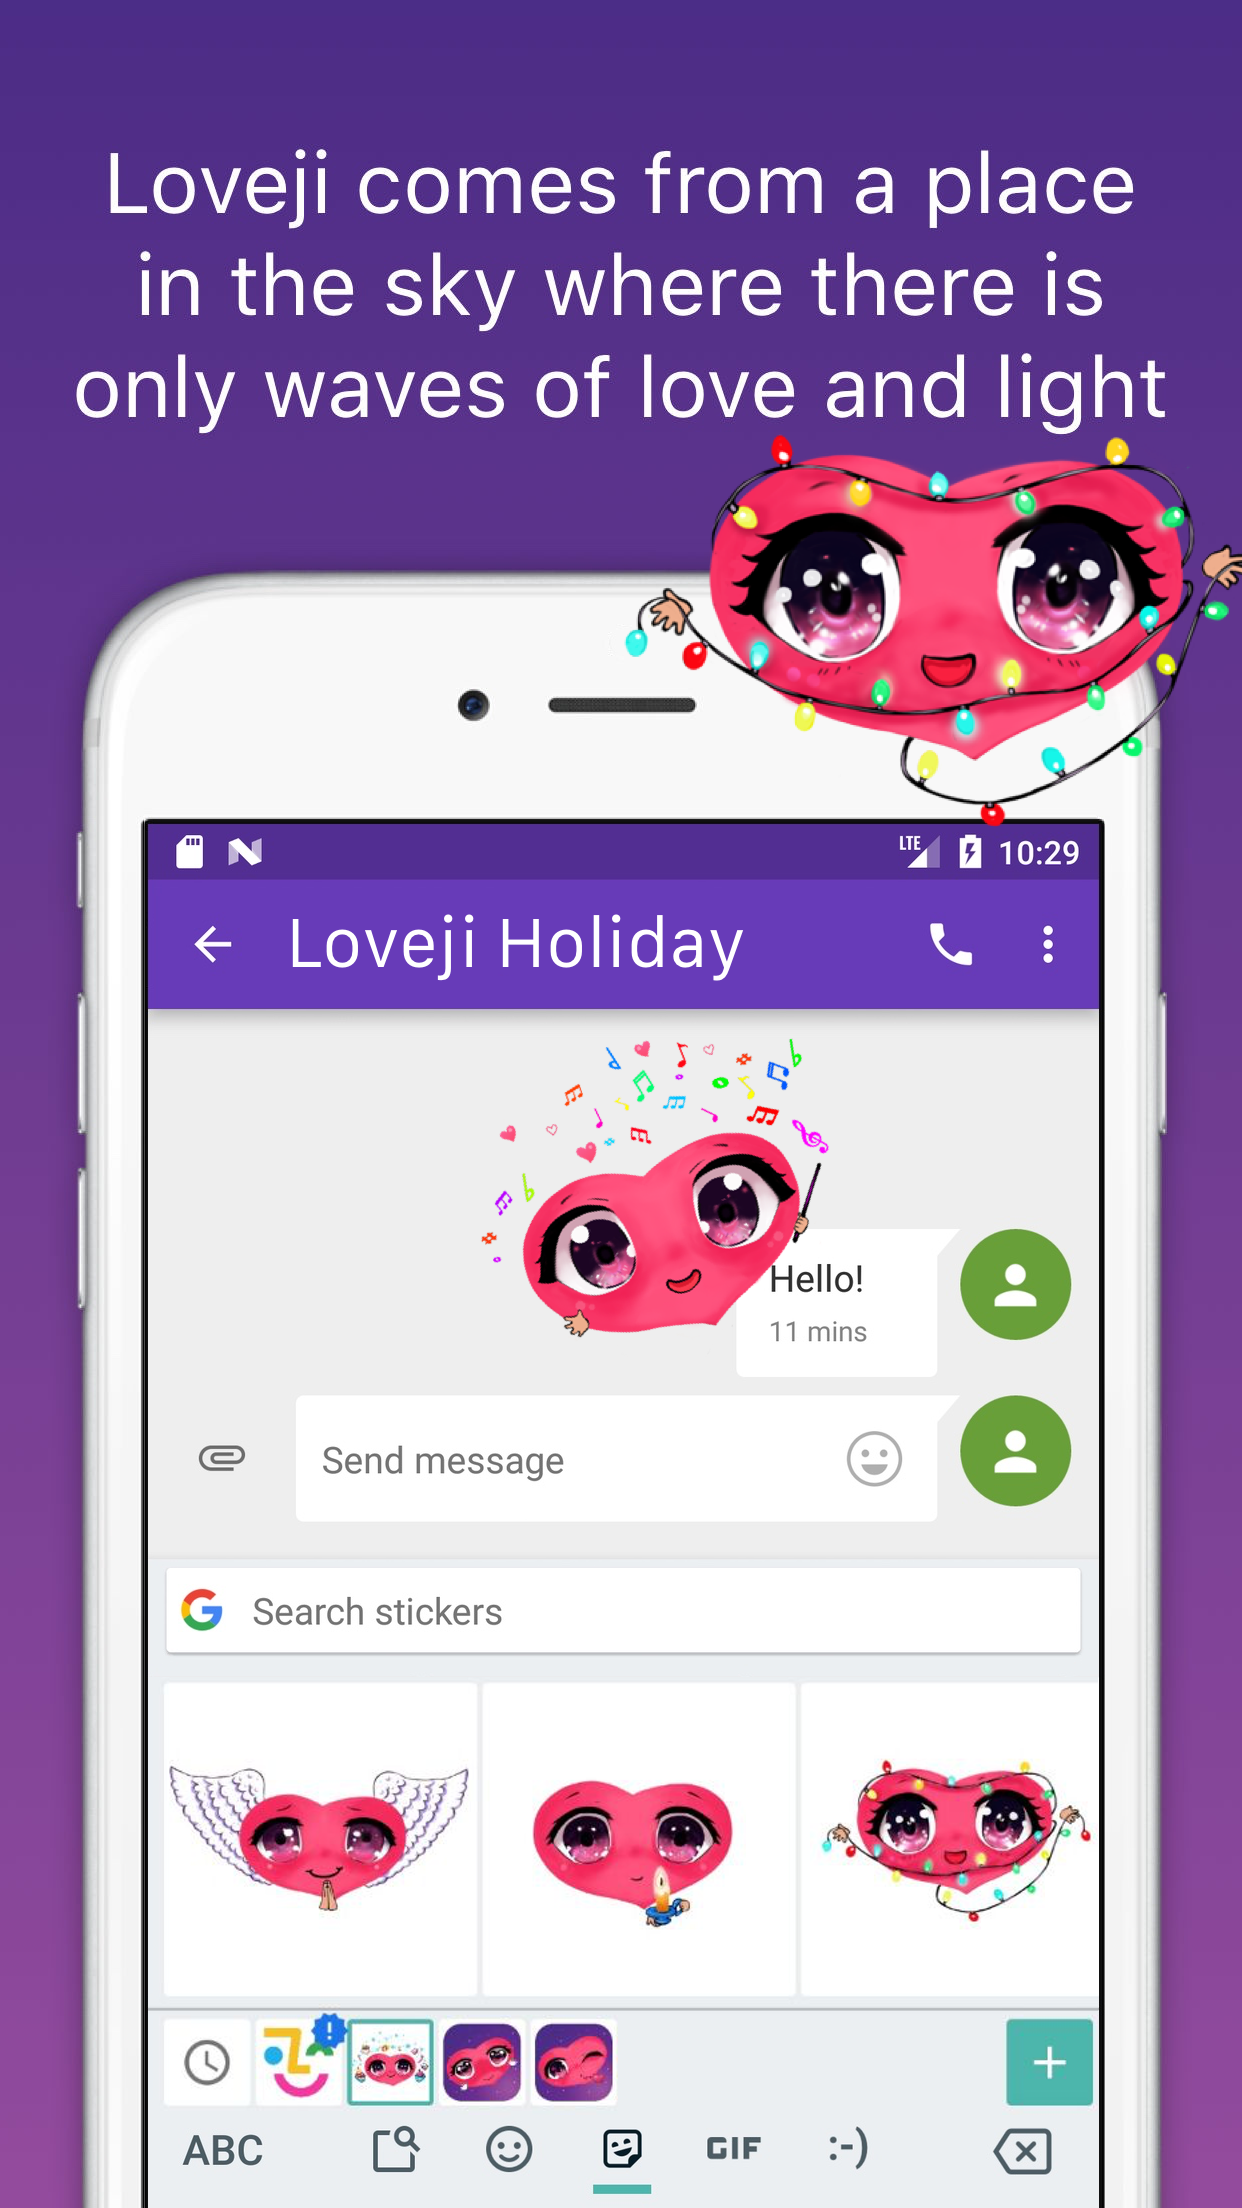 Loveji comes from a place
in the sky where there is
only waves of love and light
LTE 10:29
Loveji Holiday
Hello!
11 mins
Send message
Search stickers
ABC GIF :-)